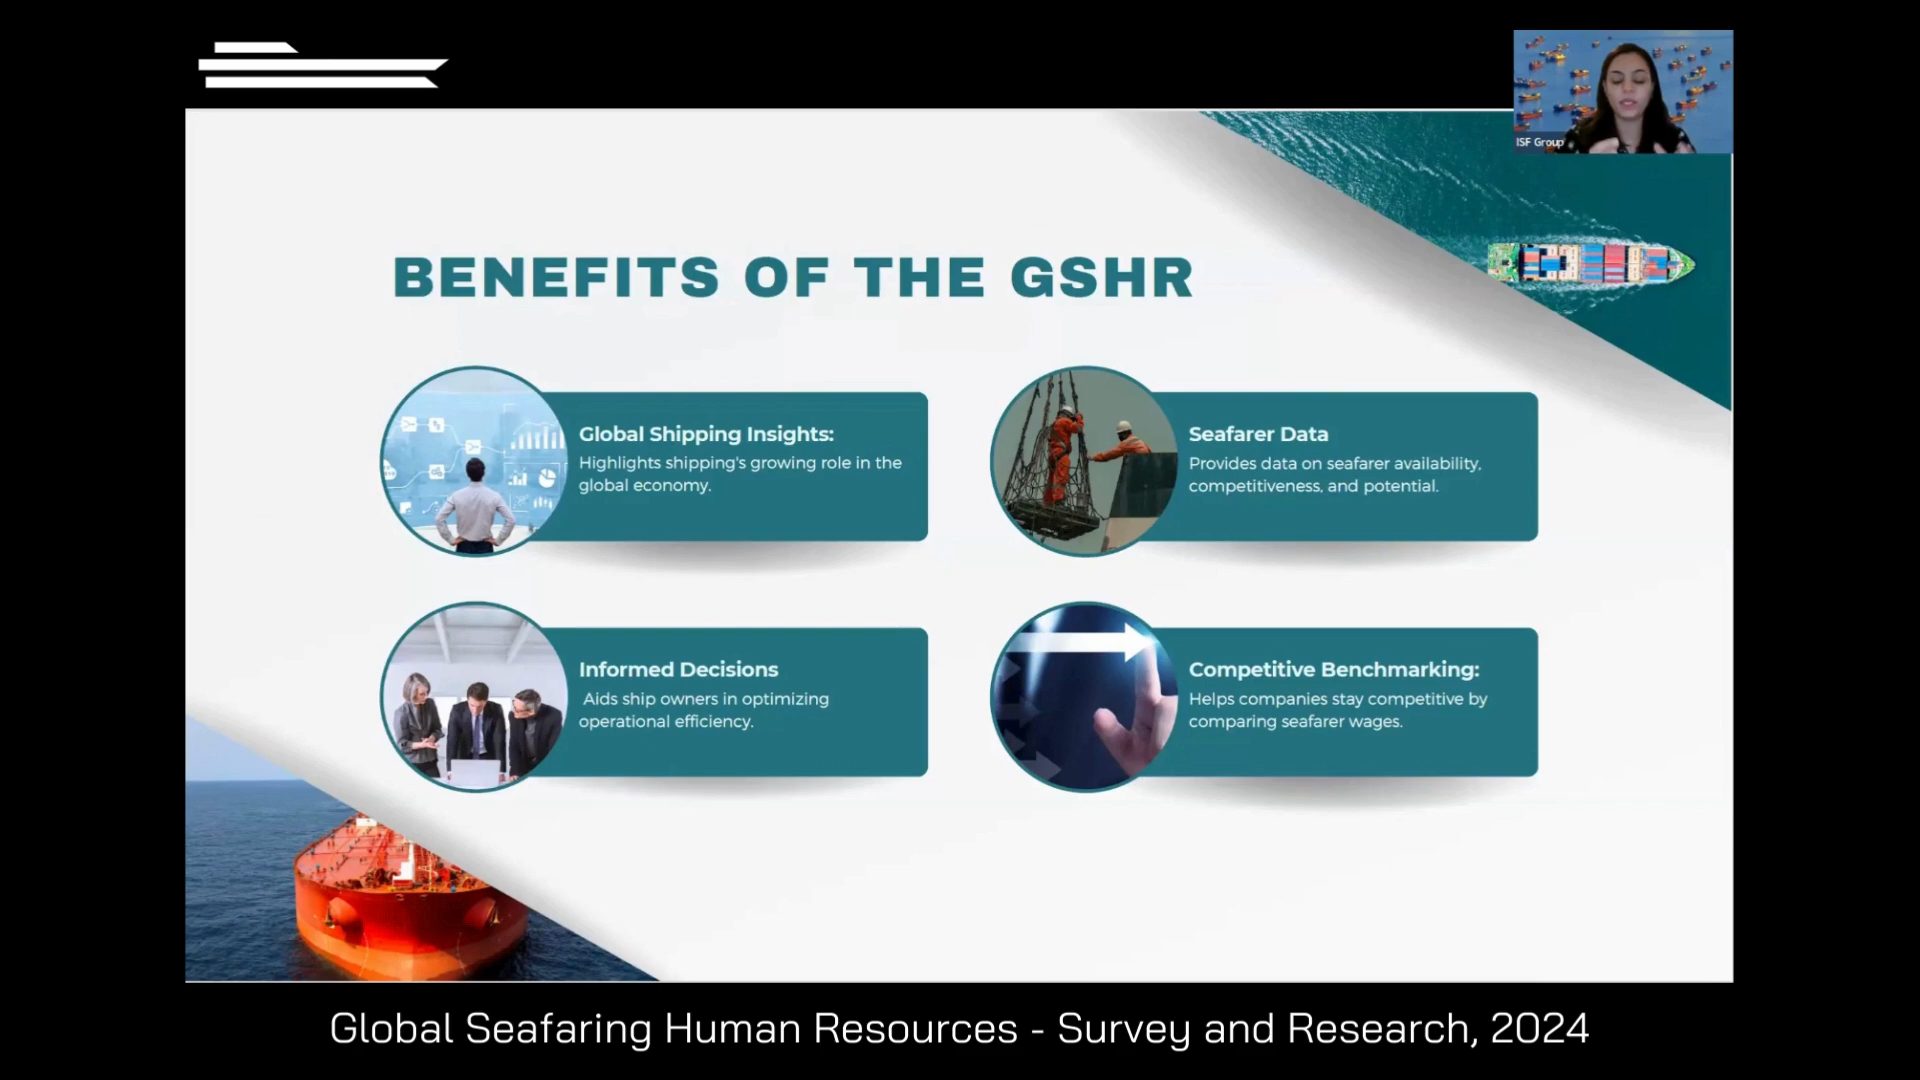 ISF Group
BENEFITS OF THE GSHR
Global Shipping Insights:
Highlights shipping's growing role in the
global economy.
Seafarer Data
Provides data on seafarer availability,
competitiveness, and potential.
Informed Decisions
Aids ship owners in optimizing
operational efficiency.
Competitive Benchmarking:
Helps companies stay competitive by
comparing seafarer wages.
Global Seafaring Human Resources - Survey and Research, 2024